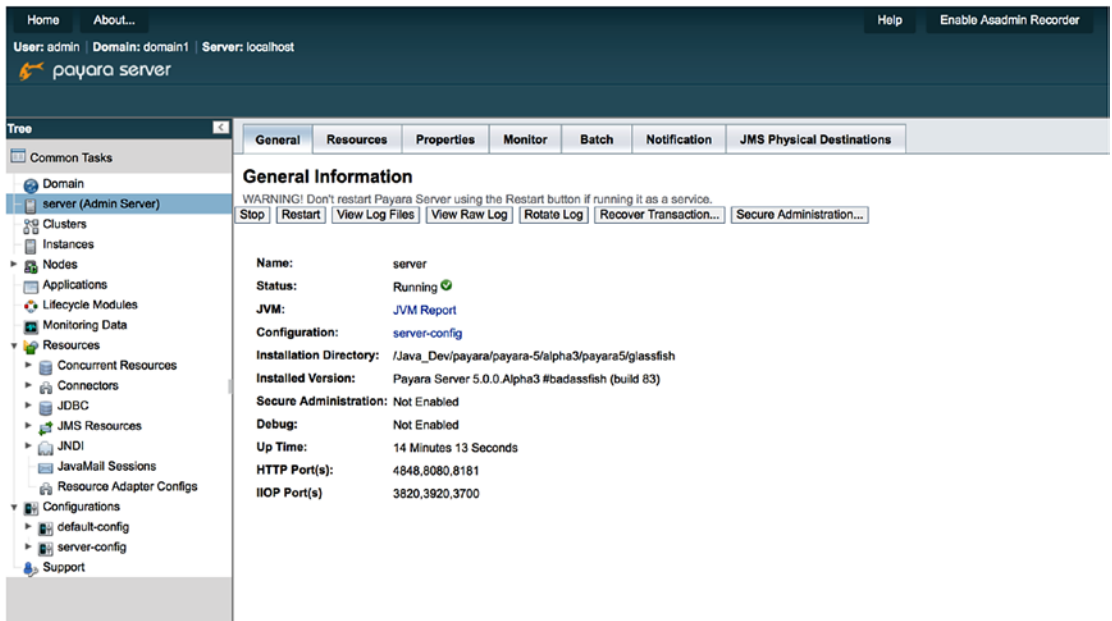 Home About... Help Enable Asadmin Recorder
User: admin Domain: domain1 Server: localhost
payara server
Tree
Common Tasks
Domain
server (Admin Server)
Clusters
Instances
Nodes
Applications
Lifecycle Modules
Monitoring Data
Resources
Concurrent Resources
Connectors
JDBC
JMS Resources
JNDI
JavaMail Sessions
Resource Adapter Configs
Configurations
default-config
server-config
Support
General Resources Properties Monitor Batch Notification JMS Physical Destinations
General Information
WARNING! Don't restart Payara Server using the Restart button if running it as a service.
Stop Restart View Log Files View Raw Log Rotate Log Recover Transaction... Secure Administration...
Name: server
Status: Running
JVM: JVM Report
Configuration: server-config
Installation Directory: /Java_Dev/payara/payara-5/alpha3/payara5/glassfish
Installed Version: Payara Server 5.0.0.Alpha3 #badassfish (build 83)
Secure Administration: Not Enabled
Debug: Not Enabled
Up Time: 14 Minutes 13 Seconds
HTTP Port(s): 4848,8080,8181
IIOP Port(s) 3820,3920,3700